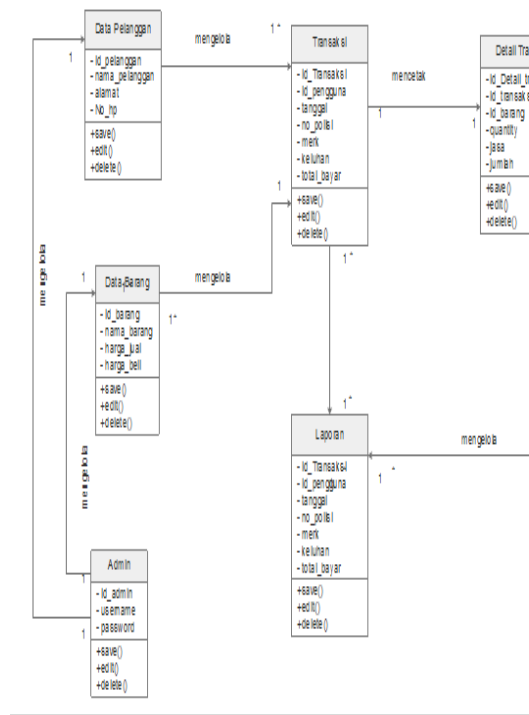 Data Pelanggan
- Id_pelanggan
- nama_pelanggan
- alamat
- No_hp
+save()
+edit()
+delete()
1
mengelola
1 *
Transaksi
- Id_Transaksi
- Id_pengguna
- tanggal
- no_polisi
- merk
- keluhan
- total_bayar
+save()
+edit()
+delete()
mencetak
1
1
Detail Tra
- Id_Detail_tr
- Id_transaks
- Id_barang
- quantity
- jasa
- jumlah
+save()
+edit()
+delete()
mengelola
1
Data Barang
- Id_barang
- nama_barang
- harga_jual
- harga_beli
+save()
+edit()
+delete()
mengelola
1
1*
1 *
1 *
Laporan
- Id_Transaksi
- Id_pengguna
- tanggal
- no_polisi
- merk
- keluhan
- total_bayar
+save()
+edit()
+delete()
mengelola
1 *
mengelola
Admin
- Id_admin
- username
- password
+save()
+edit()
+delete()
1
1